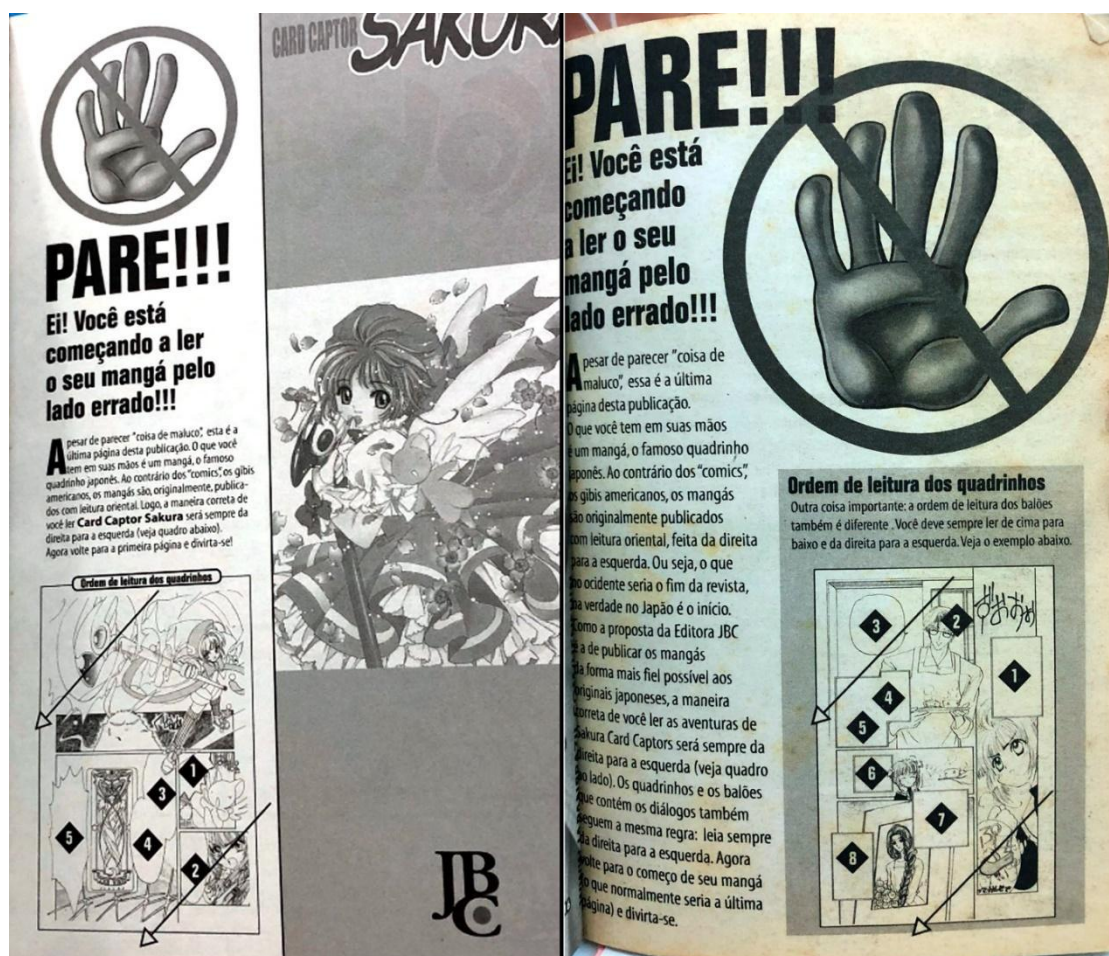 PARE!!!
Ei! Você está
começando a ler
o seu mangá pelo
lado errado!!!
Apesar de parecer "coisa de maluco", esta é a
última página desta publicação. O que você
tem em suas mãos é um mangá, o famoso
quadrinho japonês. Ao contrário dos "comics", os gibis
americanos, os mangás são, originalmente, publica-
dos com leitura oriental. Logo, a maneira correta de
você ler Card Captor Sakura será sempre da
direita para a esquerda (veja quadro abaixo).
Agora volte para a primeira página e divirta-se!
Ordem de leitura dos quadrinhos
1
3
5
4
2
CARD CAPTOR SAKURA
JBC
PARE!!!
Ei! Você está
começando
a ler o seu
mangá pelo
lado errado!!!
Apesar de parecer "coisa de
maluco", essa é a última
página desta publicação.
O que você tem em suas mãos
é um mangá, o famoso quadrinho
japonês. Ao contrário dos "comics",
os gibis americanos, os mangás
são originalmente publicados
com leitura oriental, feita da direita
para a esquerda. Ou seja, o que
no ocidente seria o fim da revista,
na verdade no Japão é o início.
Como a proposta da Editora JBC
é a de publicar os mangás
da forma mais fiel possível aos
originais japoneses, a maneira
correta de você ler as aventuras de
Sakura Card Captors será sempre da
direita para a esquerda (veja quadro
ao lado). Os quadrinhos e os balões
que contém os diálogos também
seguem a mesma regra: leia sempre
da direita para a esquerda. Agora
volte para o começo de seu mangá
(o que normalmente seria a última
página) e divirta-se.
Ordem de leitura dos quadrinhos
Outra coisa importante: a ordem de leitura dos balões
também é diferente . Você deve sempre ler de cima para
baixo e da direita para a esquerda. Veja o exemplo abaixo.
3
2
1
4
5
6
7
8